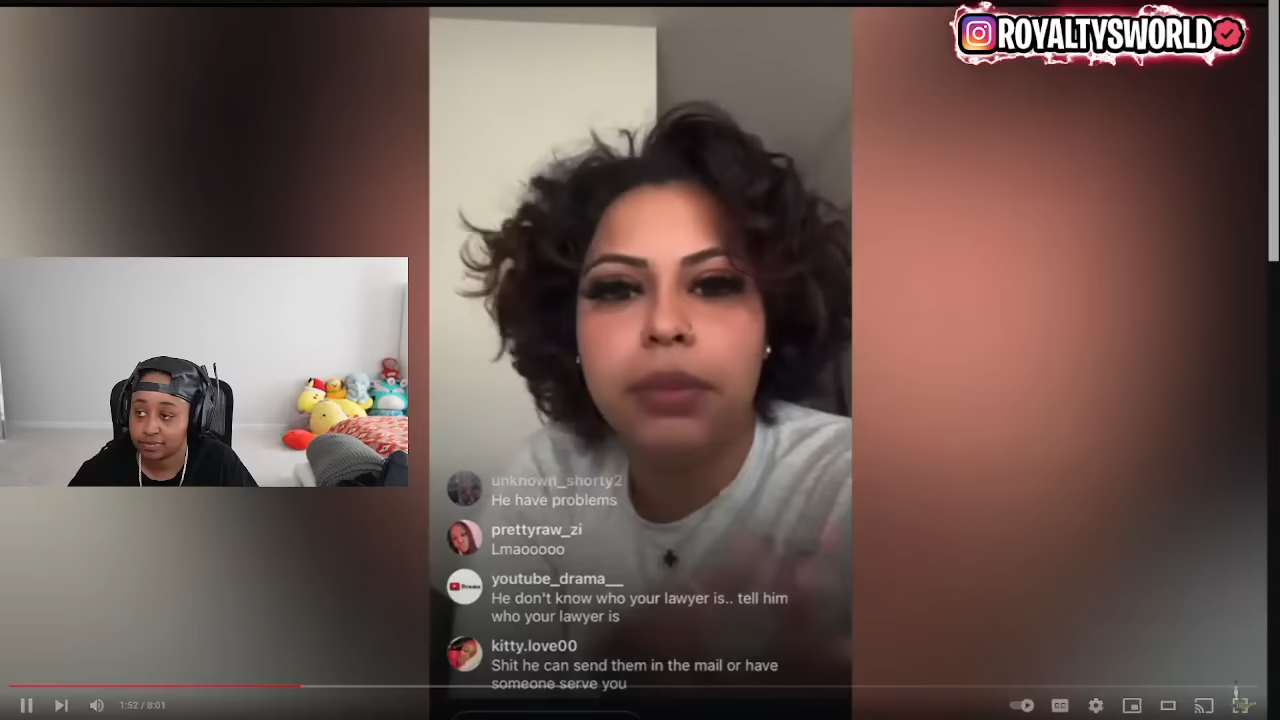 ROYALTYSWORLD
unknown_shorty2
He have problems
prettyraw_zi
Lmaooooo
youtube_drama__
He don't know who your lawyer is.. tell him
who your lawyer is
kitty.love00
Shit he can send them in the mail or have
someone serve you
1:52 / 8:01
CC